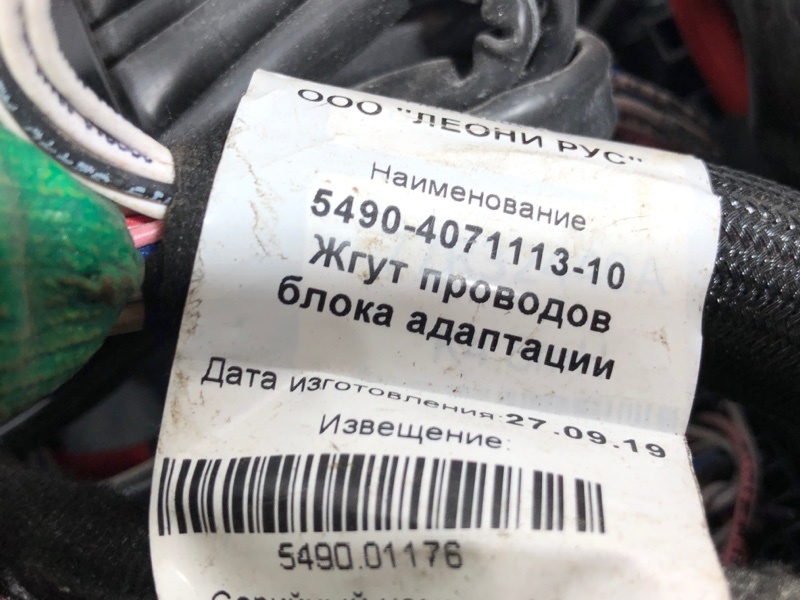 ООО "ЛЕОНИ РУС"
Наименование
5490-4071113-10
Жгут проводов
блока адаптации
Дата изготовления: 27.09.19
Извещение:
5490.01176